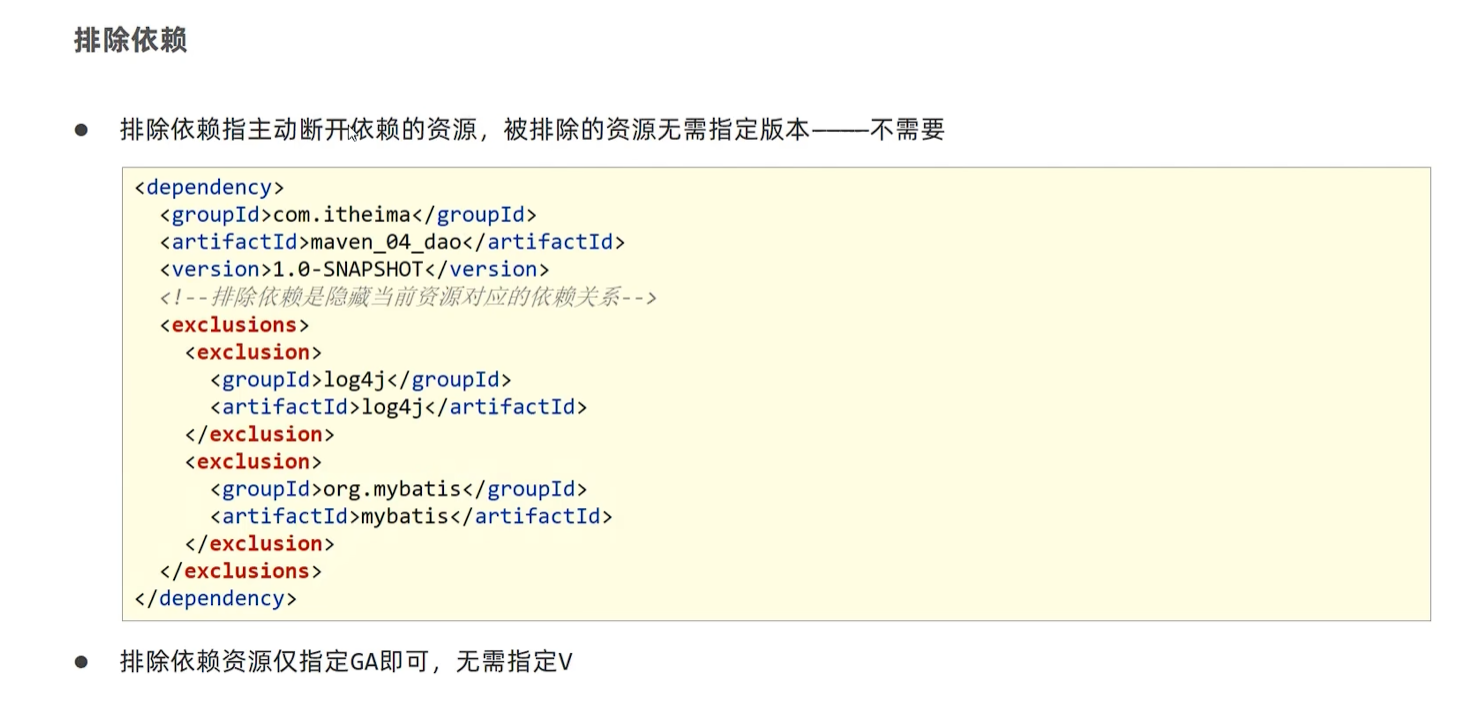 排除依赖
● 排除依赖指主动断开依赖的资源，被排除的资源无需指定版本————不需要
<dependency>
  <groupId>com.itheima</groupId>
  <artifactId>maven_04_dao</artifactId>
  <version>1.0-SNAPSHOT</version>
  <!--排除依赖是隐藏当前资源对应的依赖关系-->
  <exclusions>
    <exclusion>
      <groupId>log4j</groupId>
      <artifactId>log4j</artifactId>
    </exclusion>
    <exclusion>
      <groupId>org.mybatis</groupId>
      <artifactId>mybatis</artifactId>
    </exclusion>
  </exclusions>
</dependency>
● 排除依赖资源仅指定GA即可，无需指定V